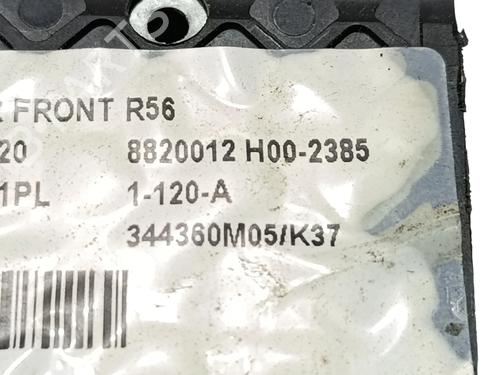 FRONT R56
20 8820012 H00-2385
1PL 1-120-A
344360M05/K37